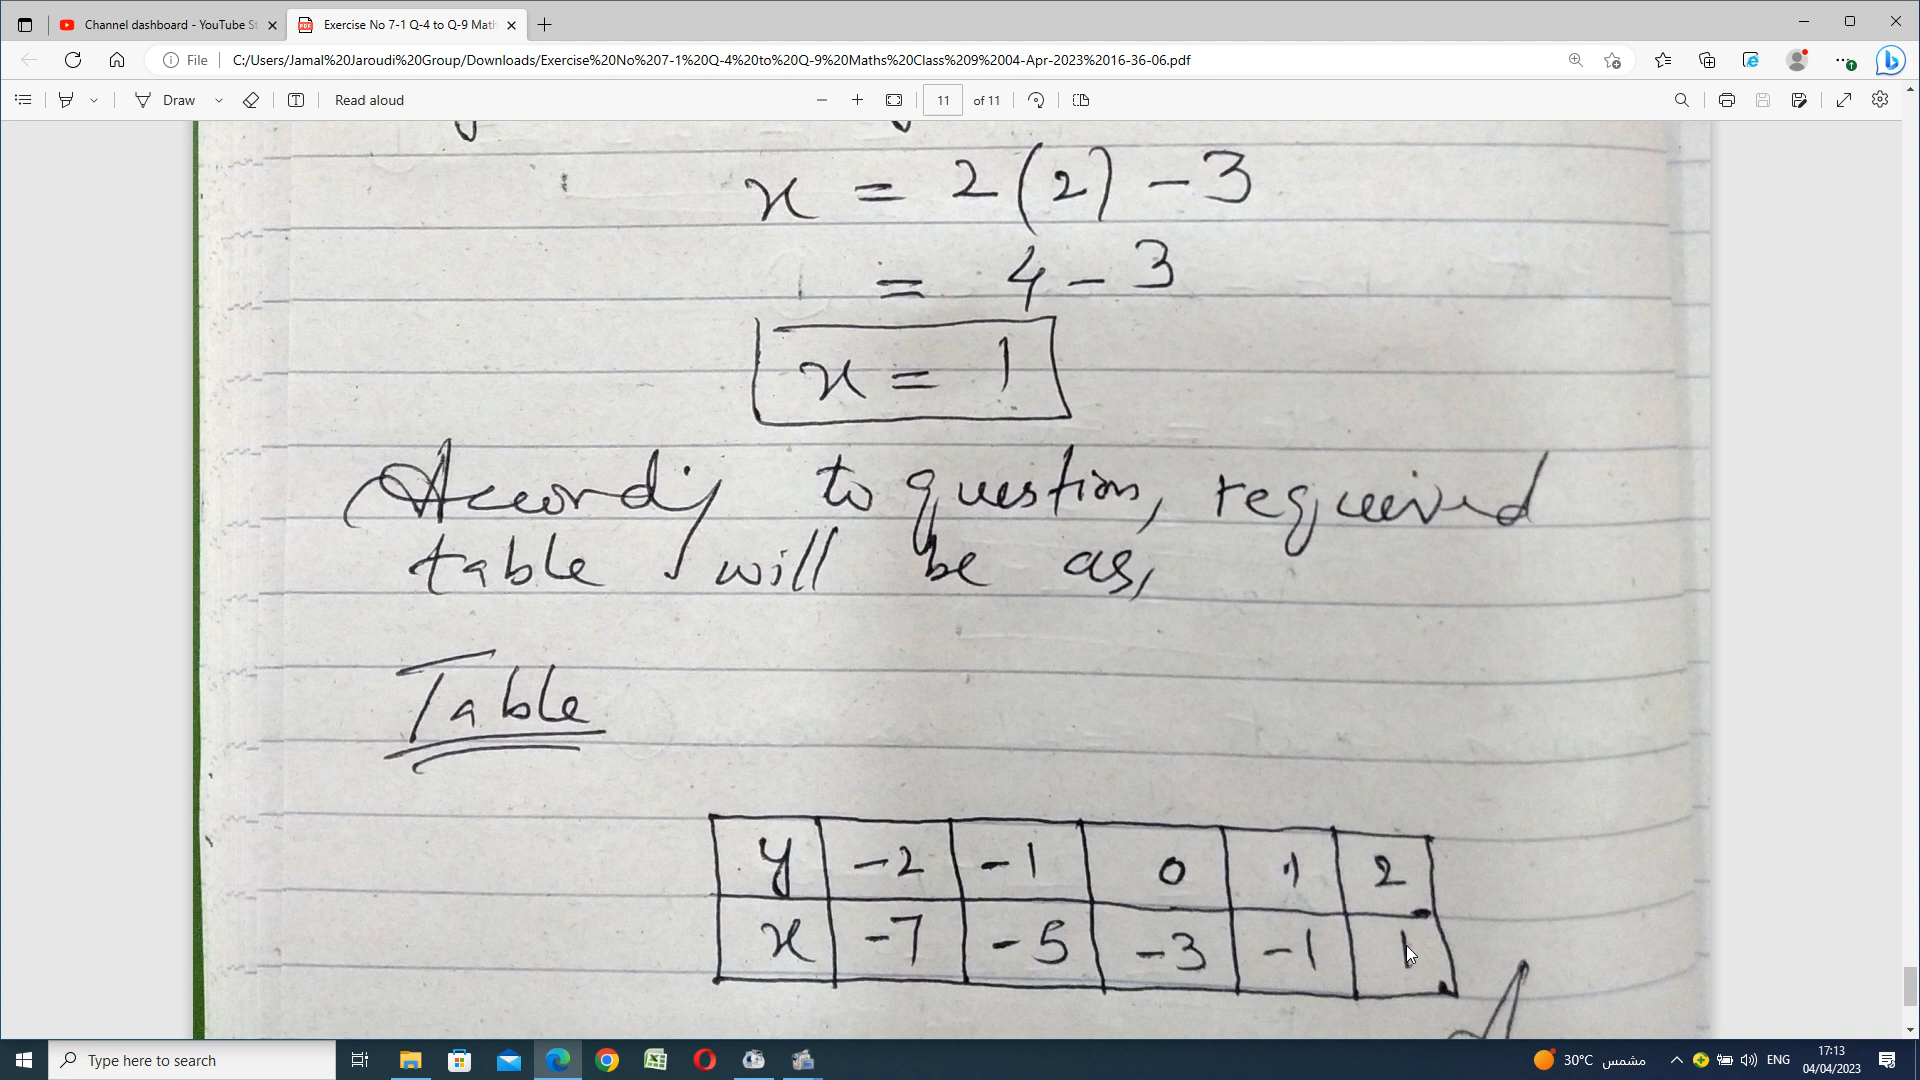 Channel dashboard - YouTube St
Exercise No 7-1 Q-4 to Q-9 Math
File
C:/Users/Jamal%20Jaroudi%20Group/Downloads/Exercise%20No%207-1%20Q-4%20to%20Q-9%20Maths%20Class%209%2004-Apr-2023%2016-36-06.pdf
Draw
Read aloud
11 of 11
x = 2(2) - 3
= 4 - 3
x = 1
Accordij to question, requeired
table will be as,
Table
y -2 -1 0 1 2
x -7 -5 -3 -1 1
Type here to search
30°C مشمس
ENG
17:13
04/04/2023